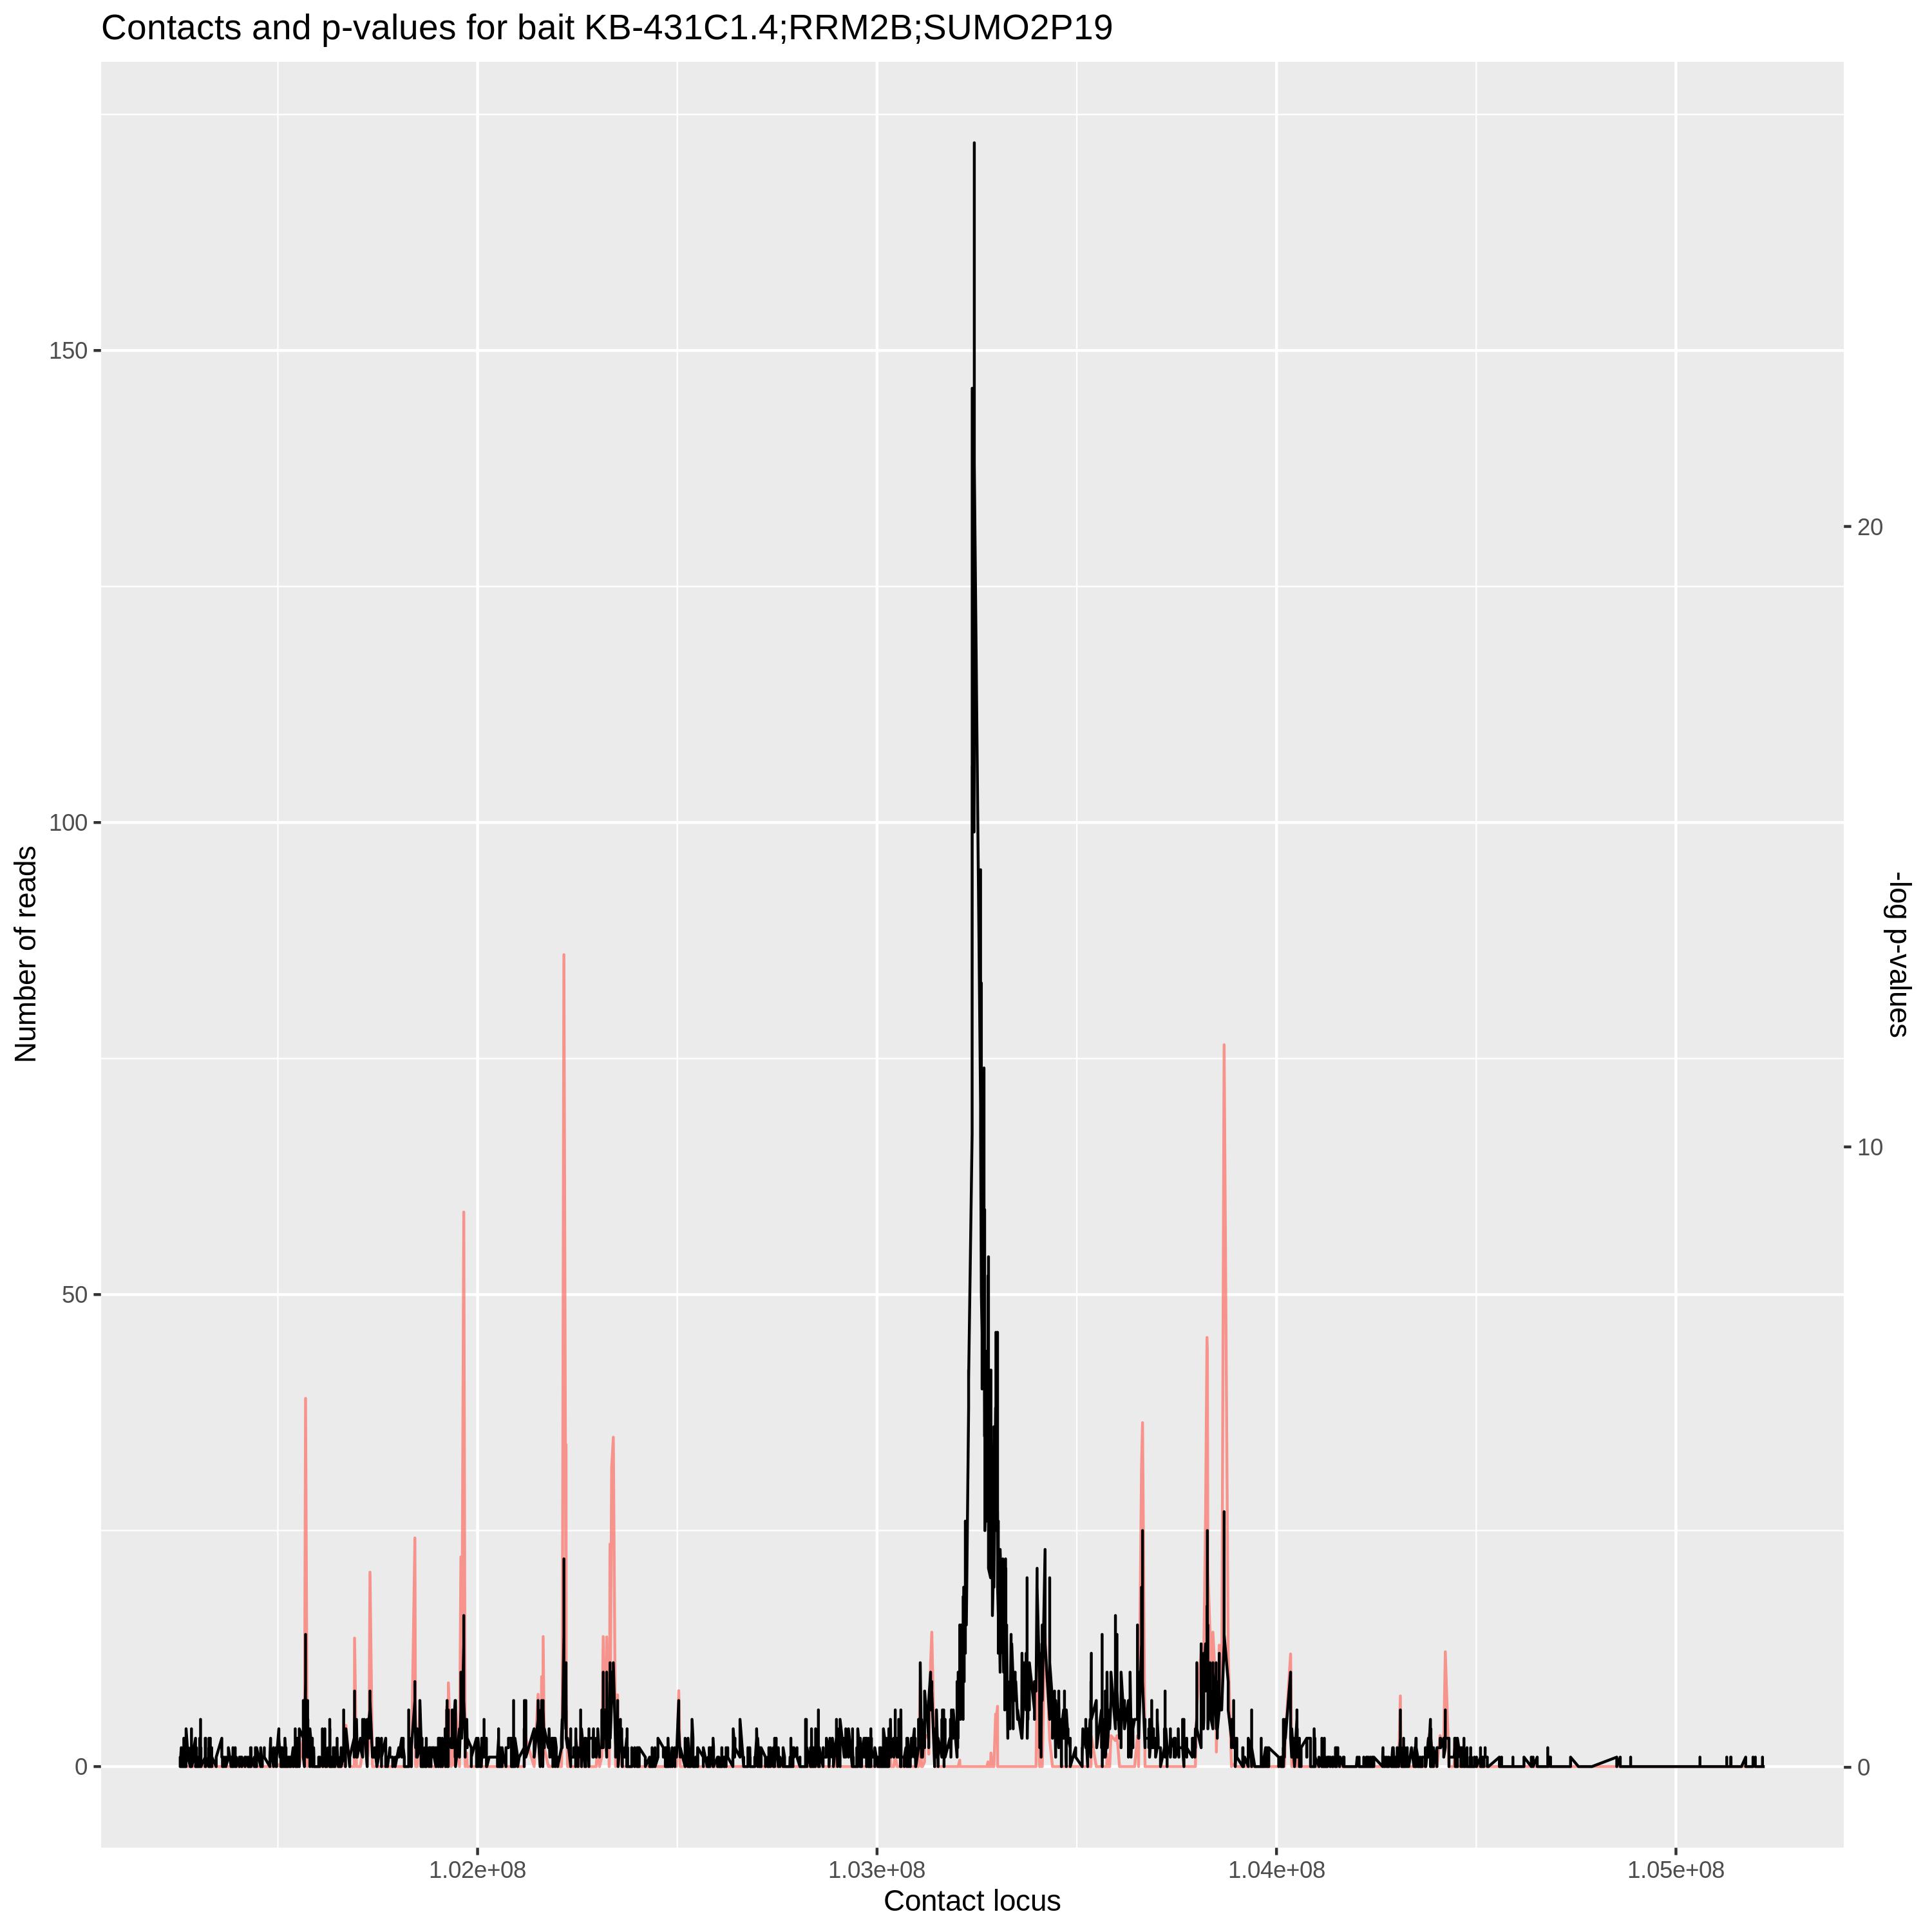 Contacts and p-values for bait KB-431C1.4;RRM2B;SUMO2P19
150
100
50
0
Number of reads
20
10
0
-log p-values
1.02e+08
1.03e+08
1.04e+08
1.05e+08
Contact locus